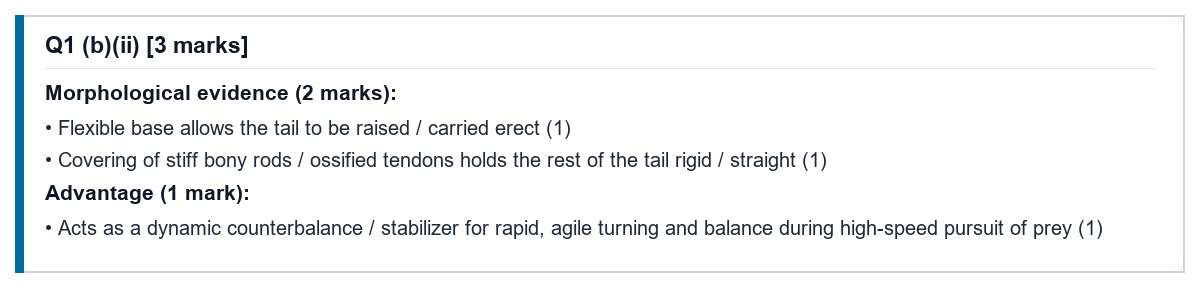 Q1 (b)(ii) [3 marks]
Morphological evidence (2 marks):
• Flexible base allows the tail to be raised / carried erect (1)
• Covering of stiff bony rods / ossified tendons holds the rest of the tail rigid / straight (1)
Advantage (1 mark):
• Acts as a dynamic counterbalance / stabilizer for rapid, agile turning and balance during high-speed pursuit of prey (1)